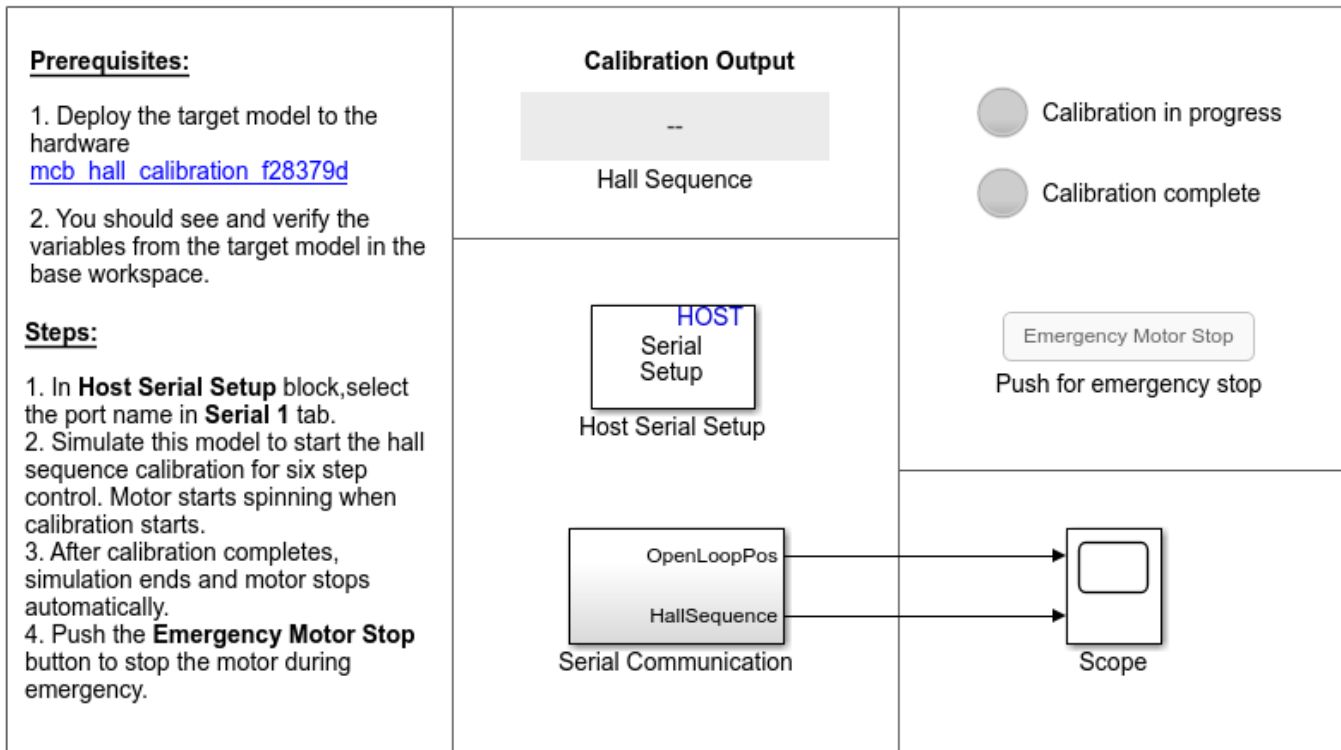 Prerequisites:
1. Deploy the target model to the
hardware
mcb_hall_calibration_f28379d
2. You should see and verify the
variables from the target model in the
base workspace.
Steps:
1. In Host Serial Setup block,select
the port name in Serial 1 tab.
2. Simulate this model to start the hall
sequence calibration for six step
control. Motor starts spinning when
calibration starts.
3. After calibration completes,
simulation ends and motor stops
automatically.
4. Push the Emergency Motor Stop
button to stop the motor during
emergency.
Calibration Output
--
Hall Sequence
HOST
Serial
Setup
Host Serial Setup
OpenLoopPos
HallSequence
Serial Communication
Calibration in progress
Calibration complete
Emergency Motor Stop
Push for emergency stop
Scope